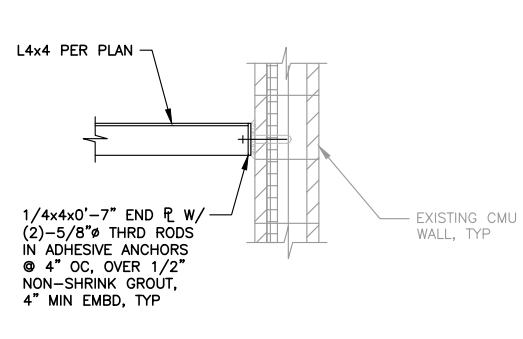 L4x4 PER PLAN
1/4x4x0'-7" END ℄ W/
(2)-5/8"ø THRD RODS
IN ADHESIVE ANCHORS
@ 4" OC, OVER 1/2"
NON-SHRINK GROUT,
4" MIN EMBD, TYP
EXISTING CMU
WALL, TYP